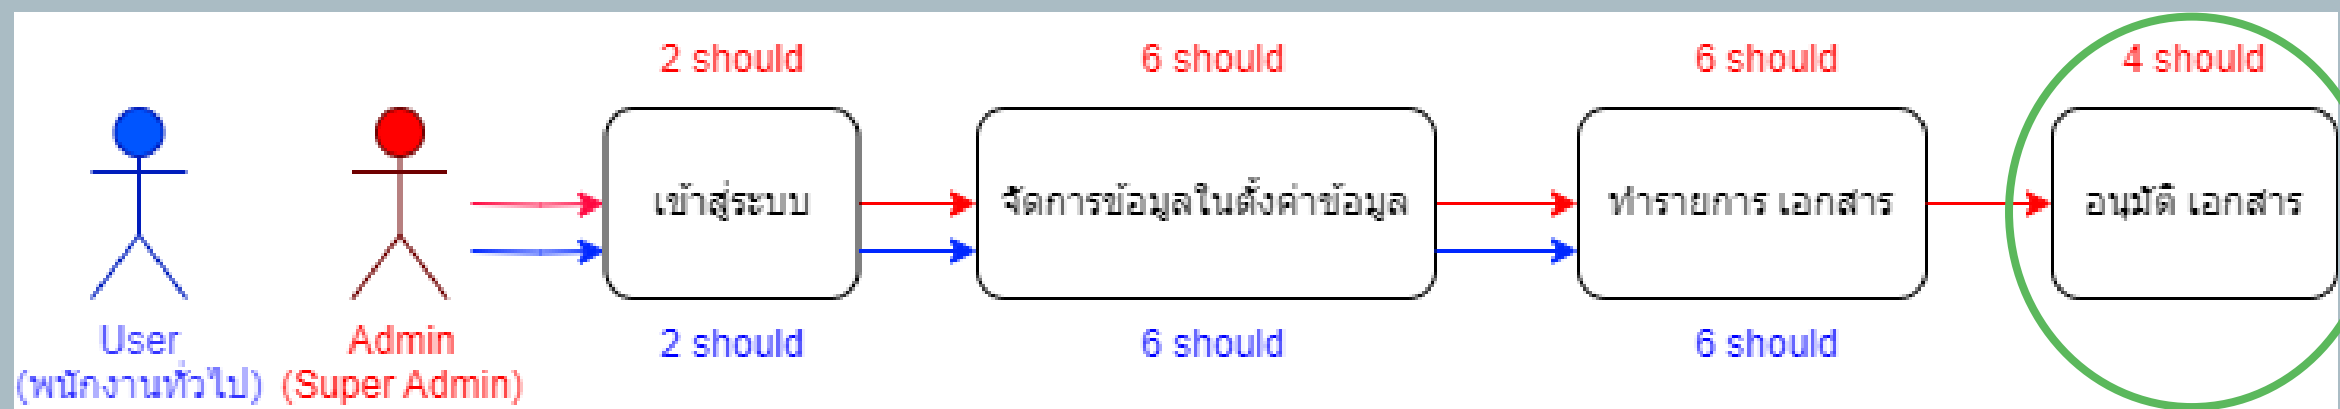 2 should
6 should
6 should
4 should
เข้าสู่ระบบ
จัดการข้อมูลในตั้งค่าข้อมูล
ทำรายการ เอกสาร
อนุมัติ เอกสาร
User
(พนักงานทั่วไป)
Admin
(Super Admin)
2 should
6 should
6 should